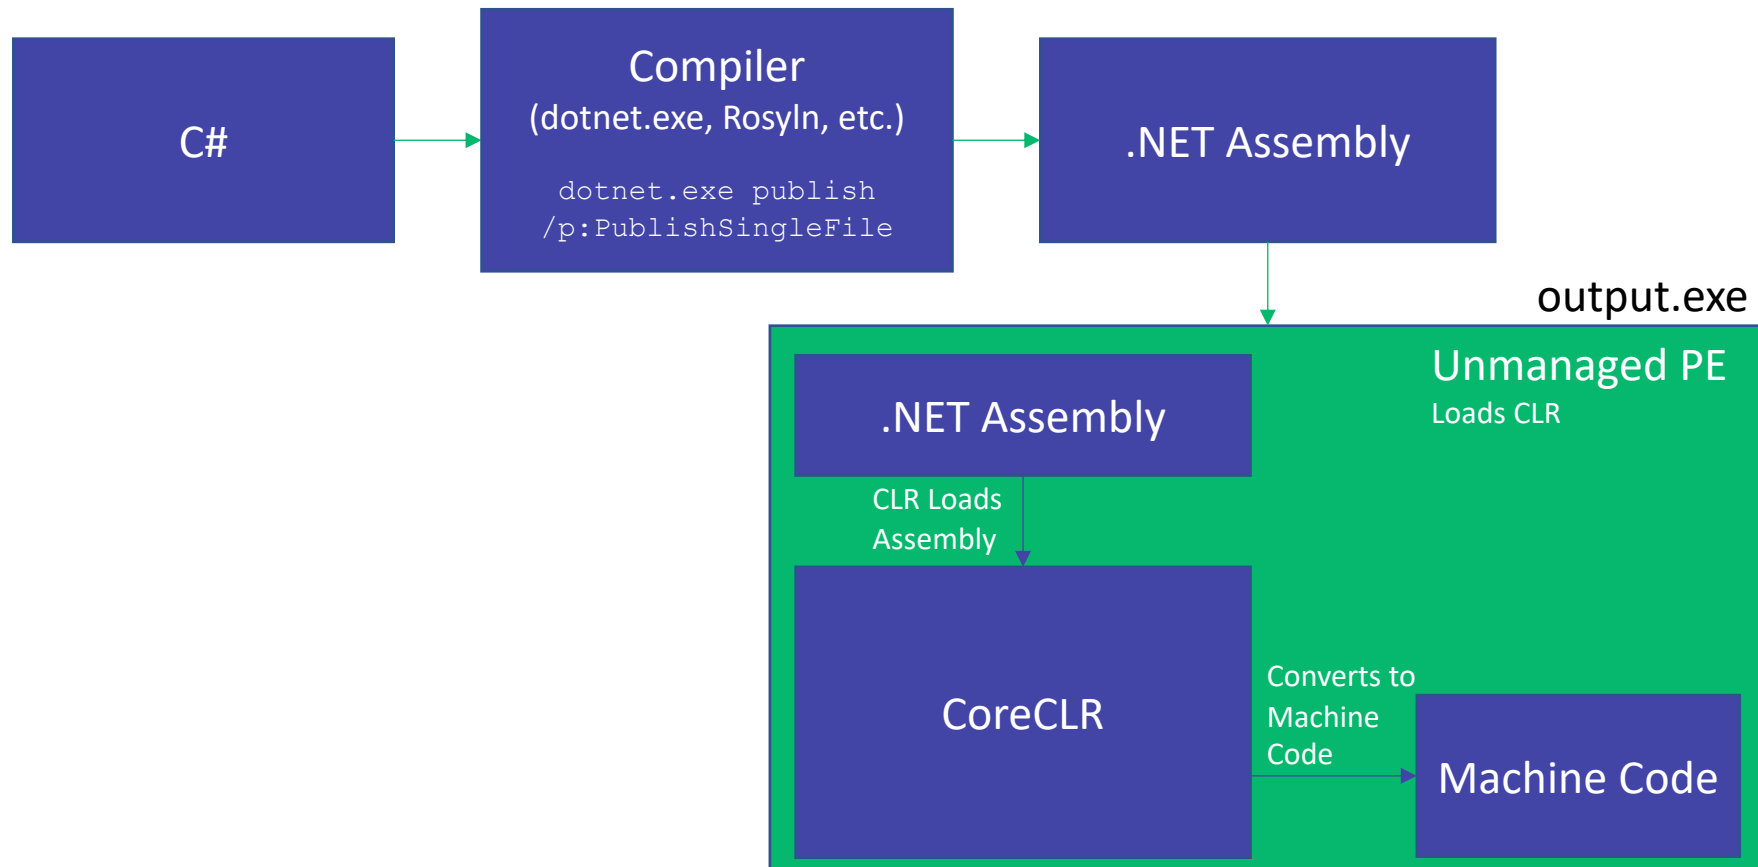 C#
Compiler
(dotnet.exe, Rosyln, etc.)
dotnet.exe publish
/p:PublishSingleFile
.NET Assembly
output.exe
Unmanaged PE
Loads CLR
.NET Assembly
CLR Loads
Assembly
CoreCLR
Converts to
Machine
Code
Machine Code